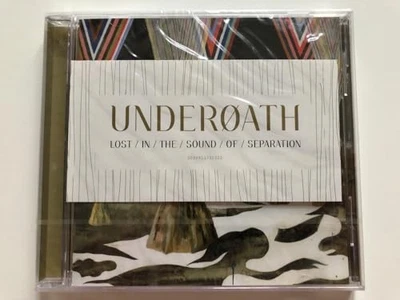 UNDERØATH
LOST / IN / THE / SOUND / OF / SEPARATION